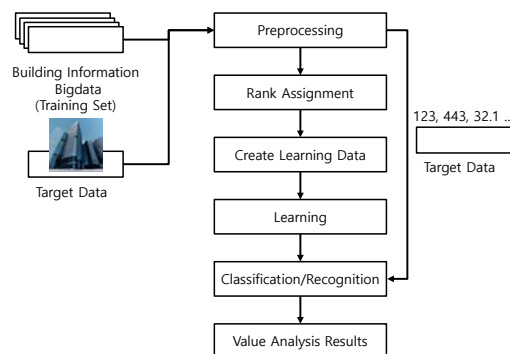 Building Information
Bigdata
(Training Set)
Target Data
Preprocessing
Rank Assignment
Create Learning Data
Learning
Classification/Recognition
Value Analysis Results
123, 443, 32.1 ..
Target Data